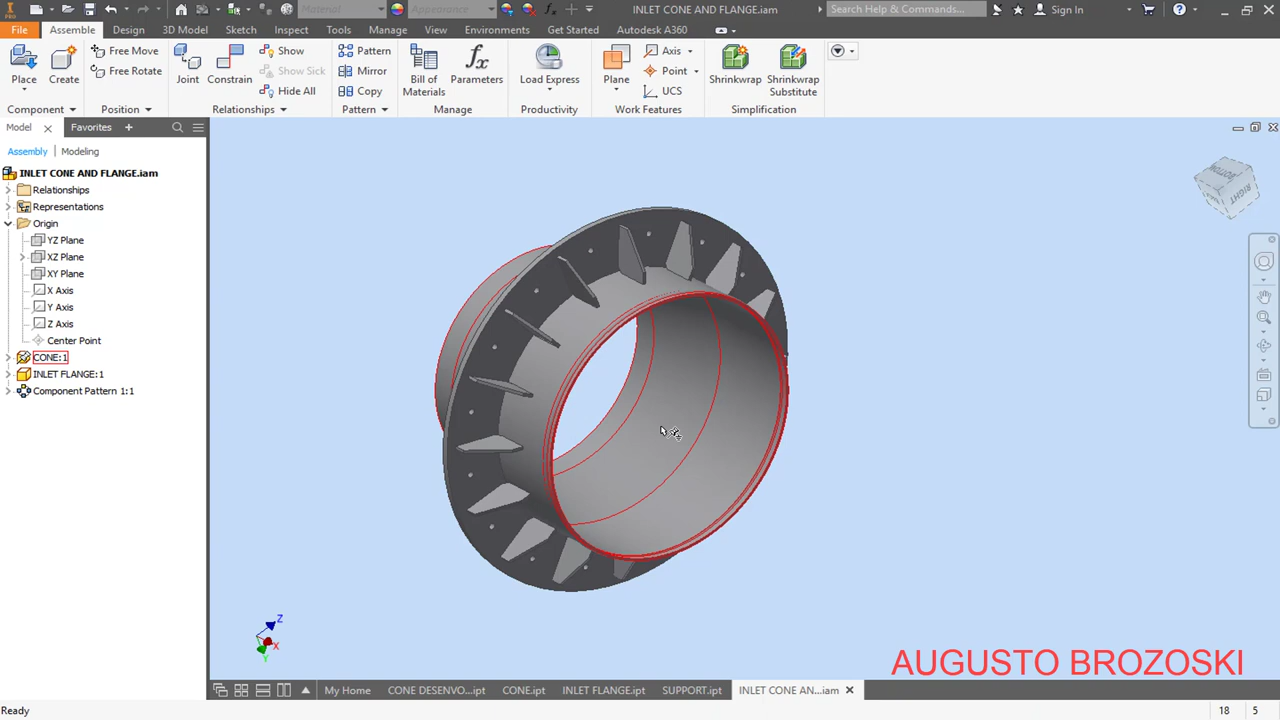 Material
Appearance
INLET CONE AND FLANGE.iam
Search Help & Commands...
Sign In
PRO
File
Assemble
Design
3D Model
Sketch
Inspect
Tools
Manage
View
Environments
Get Started
Autodesk A360
Place
Create
Free Move
Free Rotate
Joint
Constrain
Show
Show Sick
Hide All
Pattern
Mirror
Copy
Bill of
Materials
fx
Parameters
Load Express
Plane
Axis
Point
UCS
Shrinkwrap
Shrinkwrap
Substitute
Component
Position
Relationships
Pattern
Manage
Productivity
Work Features
Simplification
Model
Favorites
Assembly
Modeling
INLET CONE AND FLANGE.iam
Relationships
Representations
Origin
YZ Plane
XZ Plane
XY Plane
X Axis
Y Axis
Z Axis
Center Point
CONE:1
INLET FLANGE:1
Component Pattern 1:1
BOTTOM
RIGHT
Z
X
Y
AUGUSTO BROZOSKI
My Home
CONE DESENVO...ipt
CONE.ipt
INLET FLANGE.ipt
SUPPORT.ipt
INLET CONE AN...iam
Ready
18
5